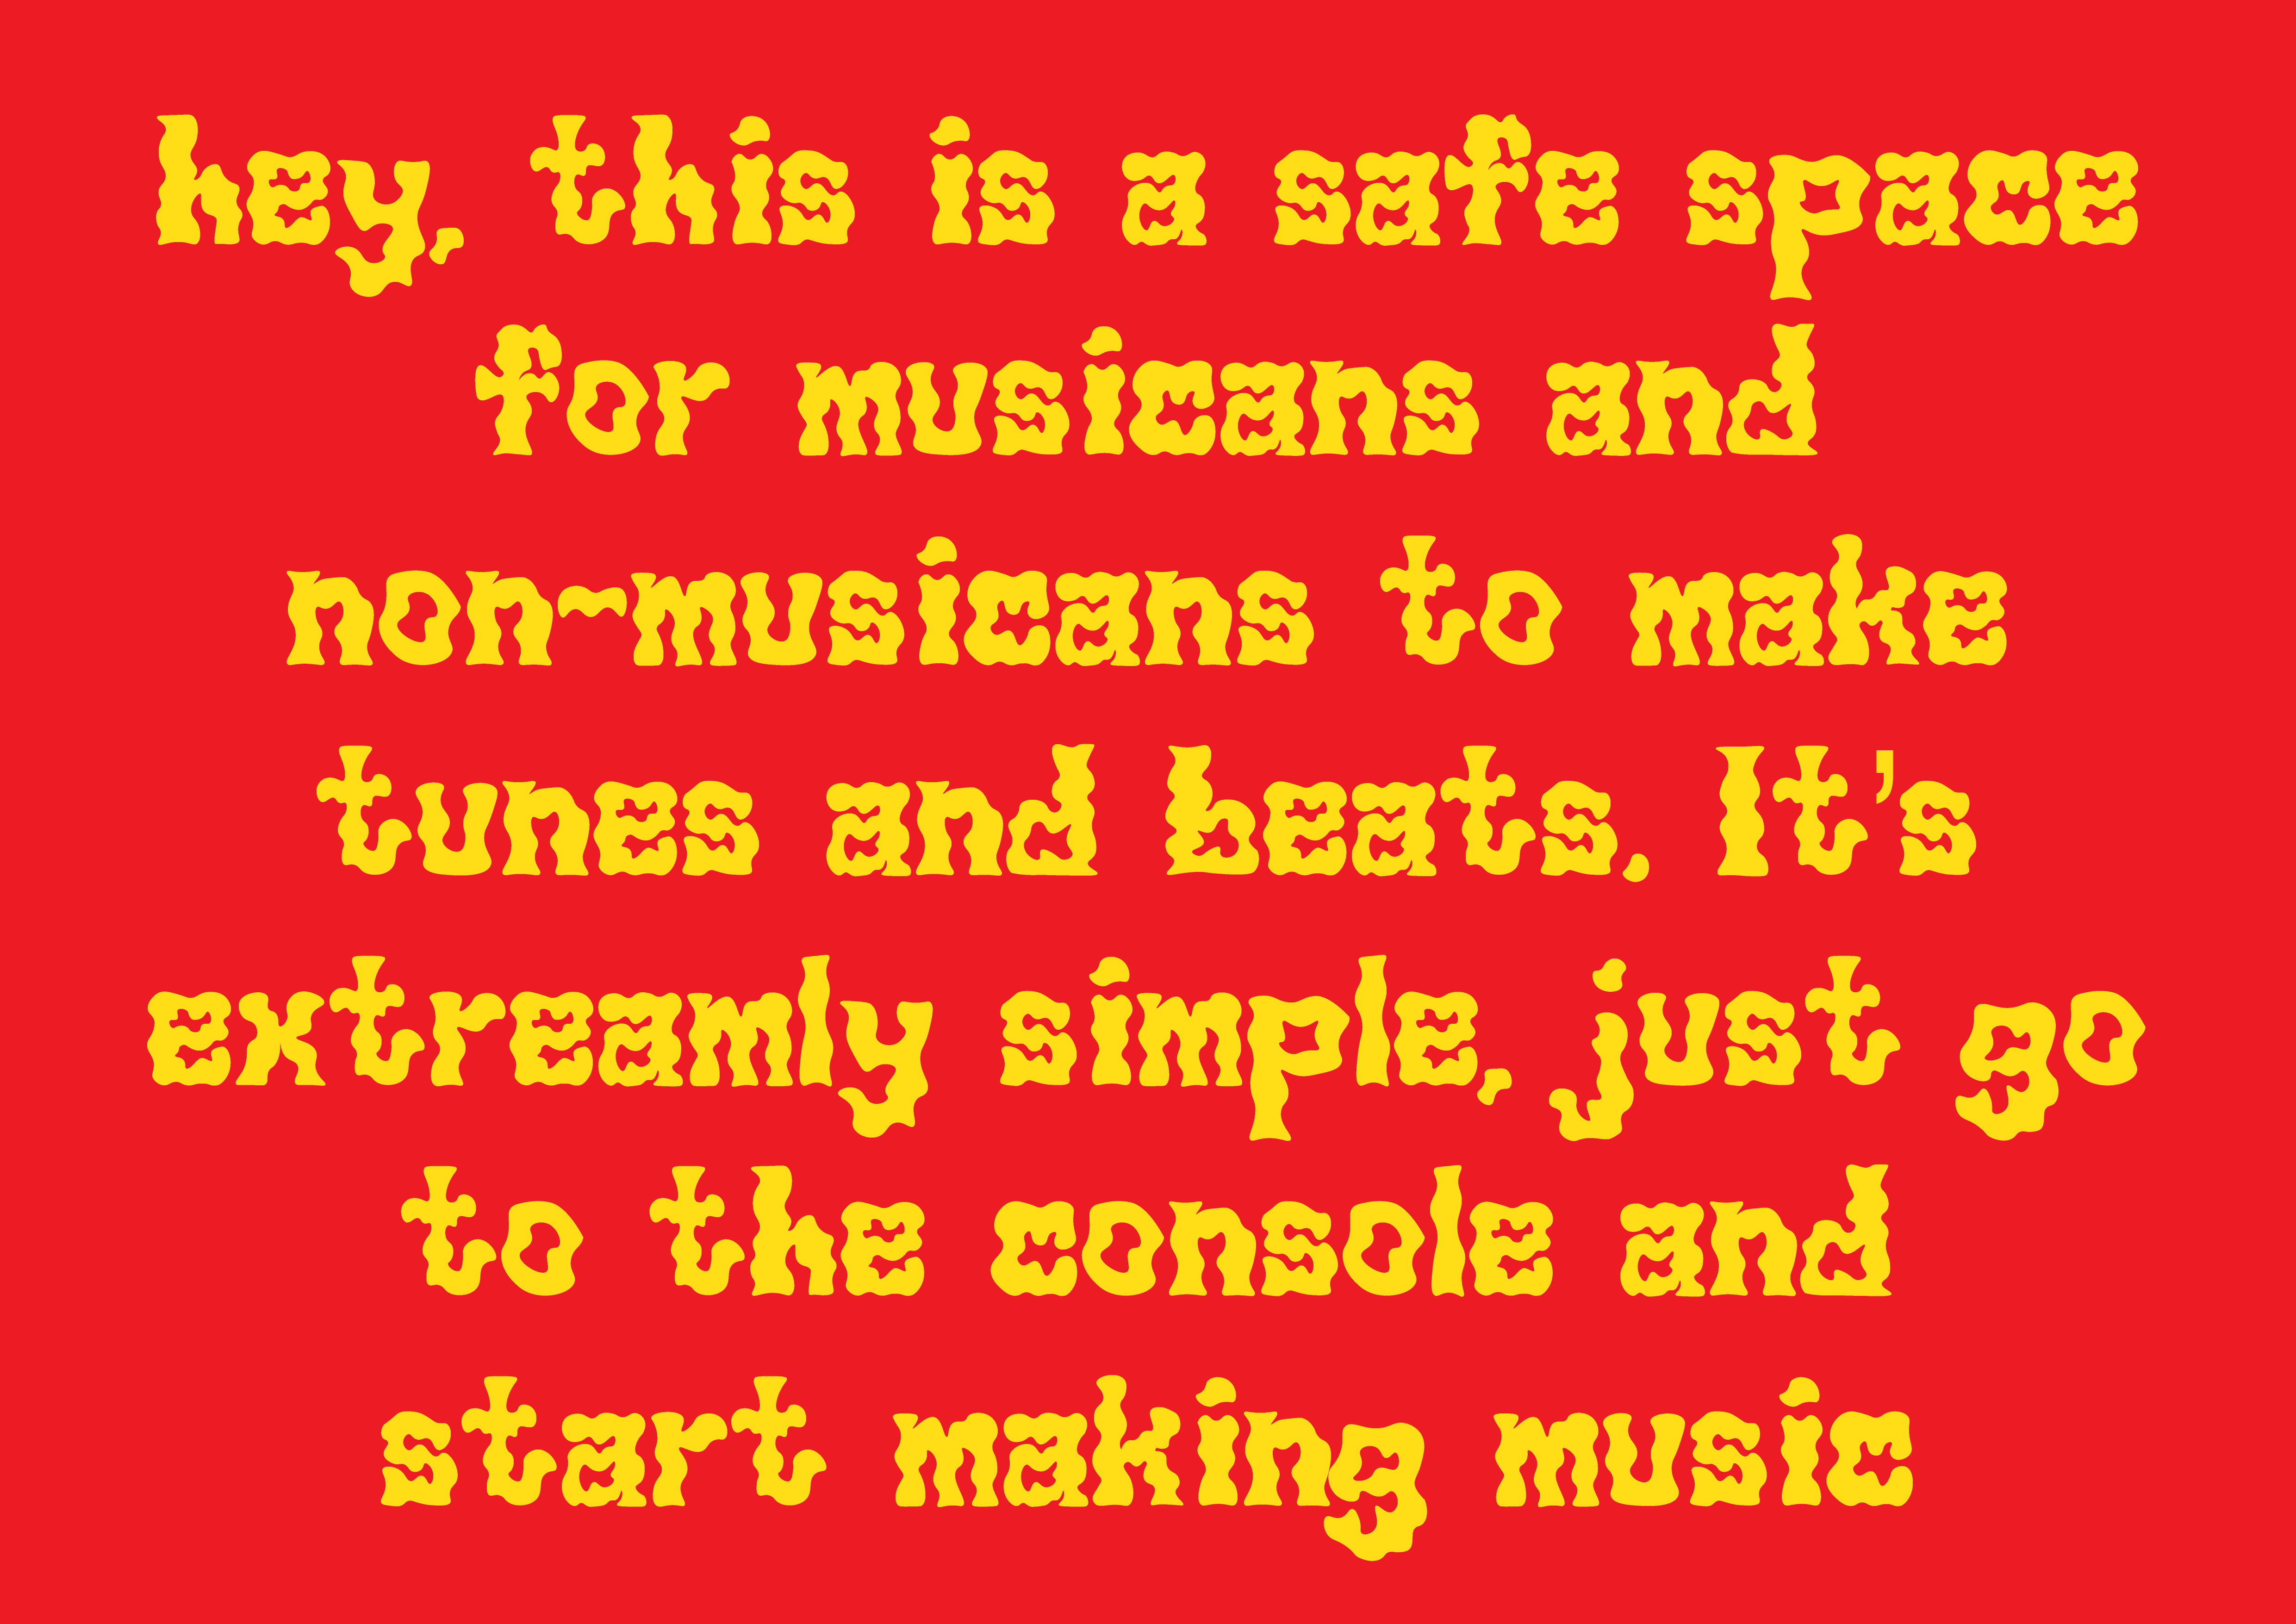 hey, this is a safe space
for musicans and
non-musicans to make
tunes and beats. It's
extreamly simple, just go
to the console and
start making music